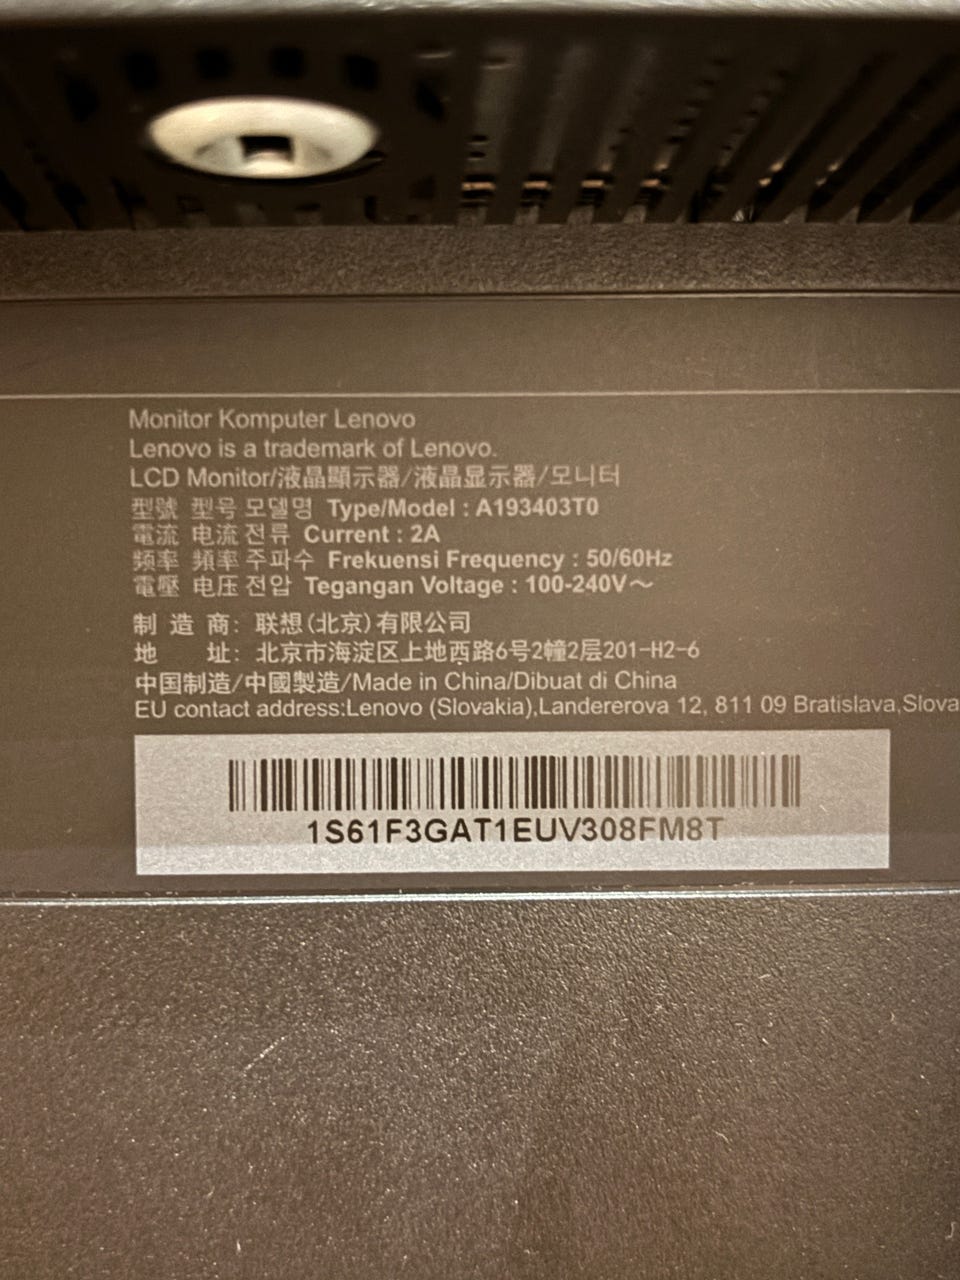 Monitor Komputer Lenovo
Lenovo is a trademark of Lenovo.
LCD Monitor/液晶顯示器/液晶显示器/모니터
型號 型号 모델명 Type/Model : A193403T0
電流 电流 전류 Current : 2A
频率 頻率 주파수 Frekuensi Frequency : 50/60Hz
電壓 电压 전압 Tegangan Voltage : 100-240V～
制 造 商: 联想(北京)有限公司
地 址: 北京市海淀区上地西路6号2幢2层201-H2-6
中国制造/中國製造/Made in China/Dibuat di China
EU contact address:Lenovo (Slovakia),Landererova 12, 811 09 Bratislava,Slova
1S61F3GAT1EUV308FM8T